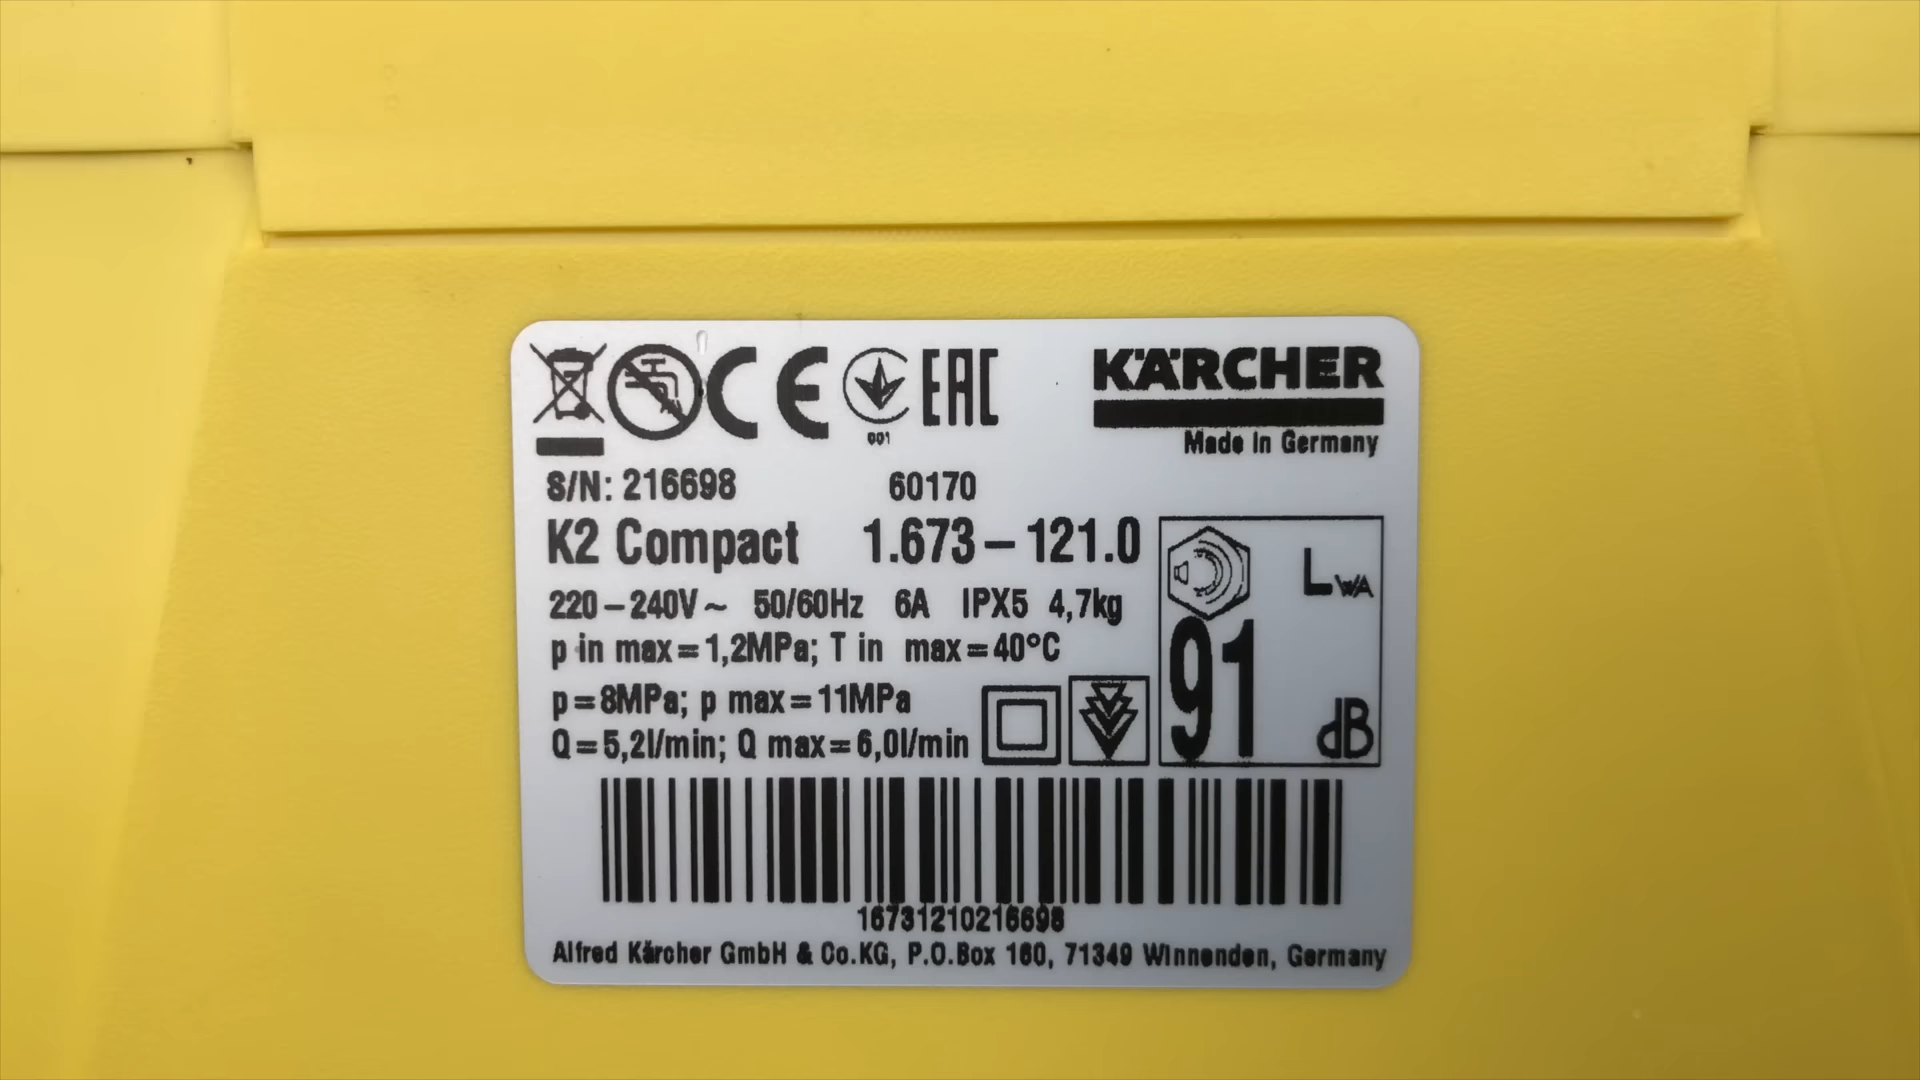 CE 001 EAC
KÄRCHER
Made in Germany
S/N: 216698 60170
K2 Compact 1.673-121.0
220-240V~ 50/60Hz 6A IPX5 4,7kg
p in max=1,2MPa; T in max=40°C
p=8MPa; p max=11MPa
Q=5,2l/min; Q max=6,0l/min
LWA
91
dB
16731210216698
Alfred Kärcher GmbH & Co.KG, P.O.Box 160, 71349 Winnenden, Germany